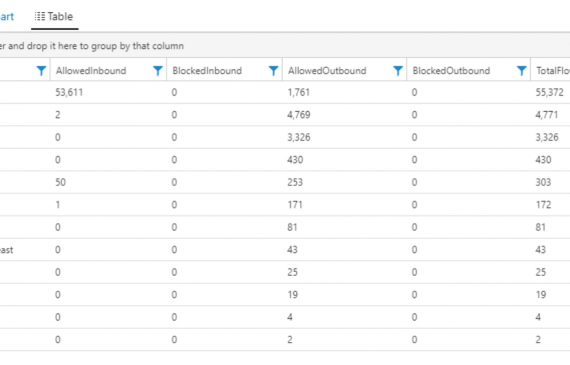 art Table
er and drop it here to group by that column
AllowedInbound BlockedInbound AllowedOutbound BlockedOutbound TotalFlo
53,611 0 1,761 0 55,372
2 0 4,769 0 4,771
0 0 3,326 0 3,326
0 0 430 0 430
50 0 253 0 303
1 0 171 0 172
0 0 81 0 81
east 0 0 43 0 43
0 0 25 0 25
0 0 19 0 19
0 0 4 0 4
0 0 2 0 2